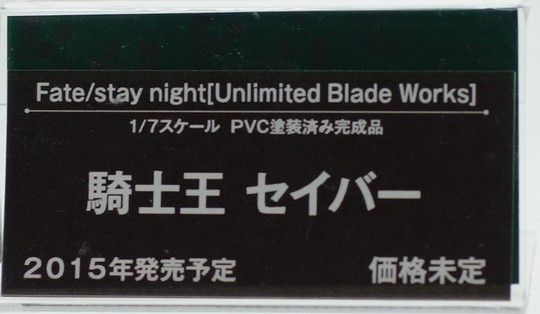 Fate/stay night[Unlimited Blade Works]
1/7スケール PVC塗装済み完成品
騎士王 セイバー
2015年発売予定 価格未定